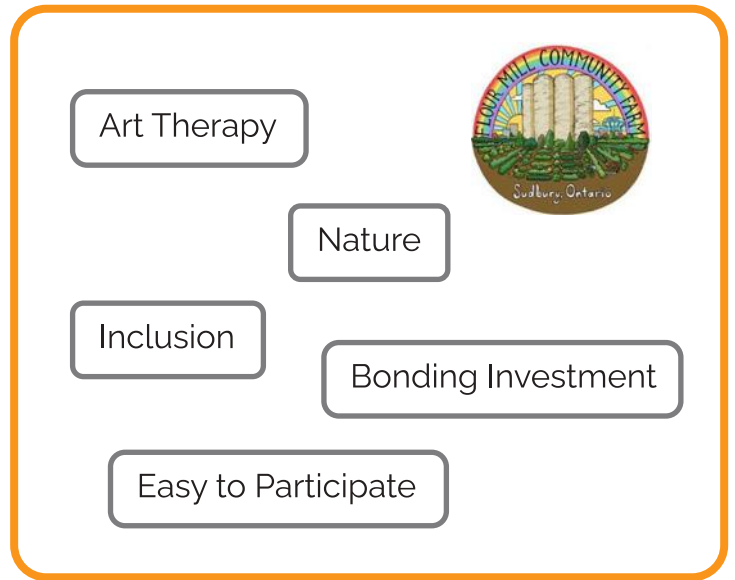 FLOUR MILL COMMUNITY FARM
Sudbury, Ontario
Art Therapy
Nature
Inclusion
Bonding Investment
Easy to Participate